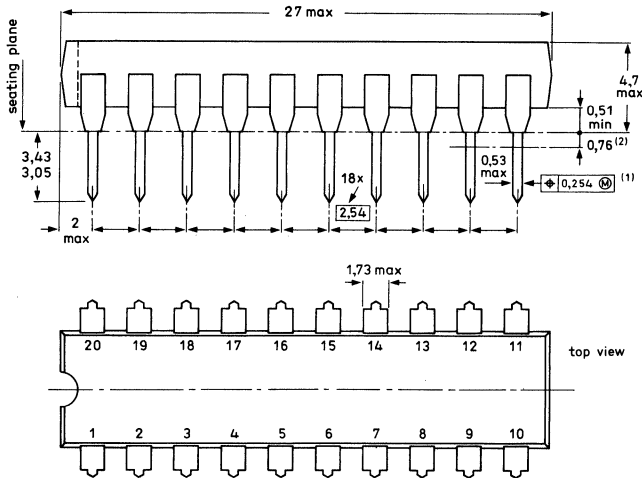 27 max
seating plane
4,7
max
0,51
min
0,76 (2)
3,43
3,05
0,53
max
0,254 Ⓜ (1)
18x
2,54
2
max
1,73 max
20 19 18 17 16 15 14 13 12 11
top view
1 2 3 4 5 6 7 8 9 10